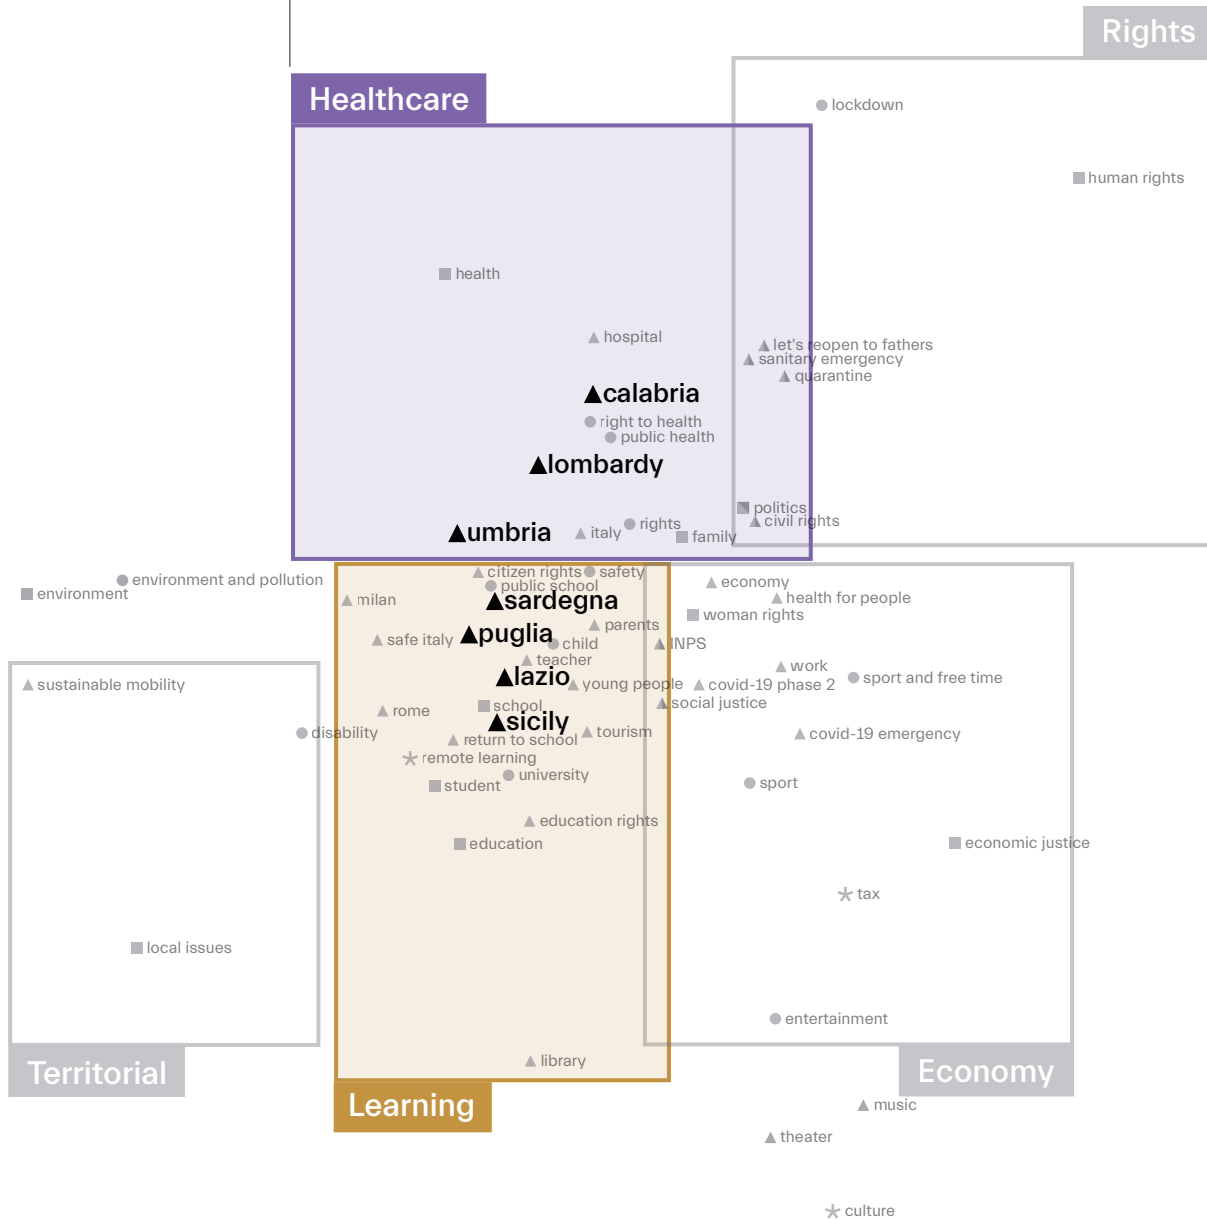 Rights
Healthcare
lockdown
human rights
health
hospital
let's reopen to fathers
sanitary emergency
quarantine
calabria
right to health
public health
lombardy
politics
civil rights
rights
umbria
italy
family
citizen rights
safety
environment and pollution
public school
economy
environment
milan
sardegna
health for people
woman rights
parents
puglia
safe italy
child
INPS
teacher
work
lazio
sport and free time
sustainable mobility
young people
covid-19 phase 2
school
social justice
rome
sicily
disability
tourism
covid-19 emergency
return to school
remote learning
university
student
sport
education rights
education
economic justice
tax
local issues
entertainment
library
Territorial
Economy
Learning
music
theater
culture